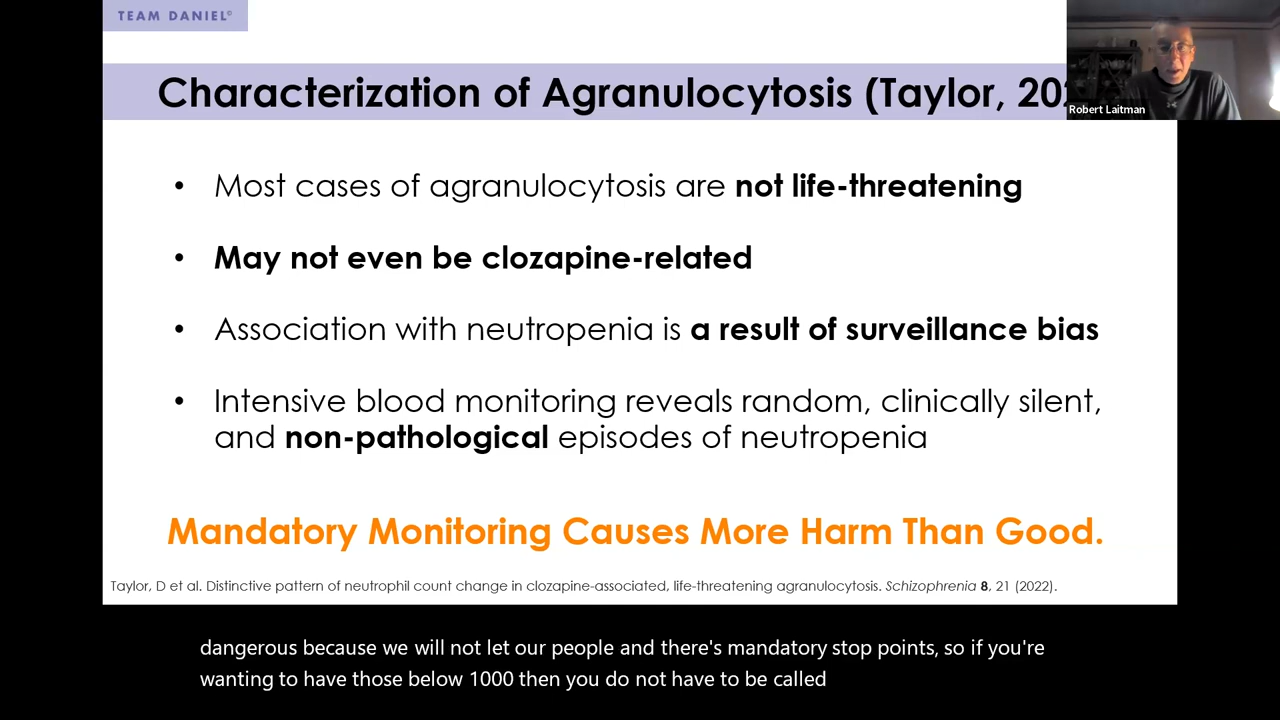 TEAM DANIEL©
Characterization of Agranulocytosis (Taylor,
Robert Laitman
• Most cases of agranulocytosis are not life-threatening
• May not even be clozapine-related
• Association with neutropenia is a result of surveillance bias
• Intensive blood monitoring reveals random, clinically silent,
and non-pathological episodes of neutropenia
Mandatory Monitoring Causes More Harm Than Good.
Taylor, D et al. Distinctive pattern of neutrophil count change in clozapine-associated, life-threatening agranulocytosis. Schizophrenia 8, 21 (2022).
dangerous because we will not let our people and there's mandatory stop points, so if you're
wanting to have those below 1000 then you do not have to be called